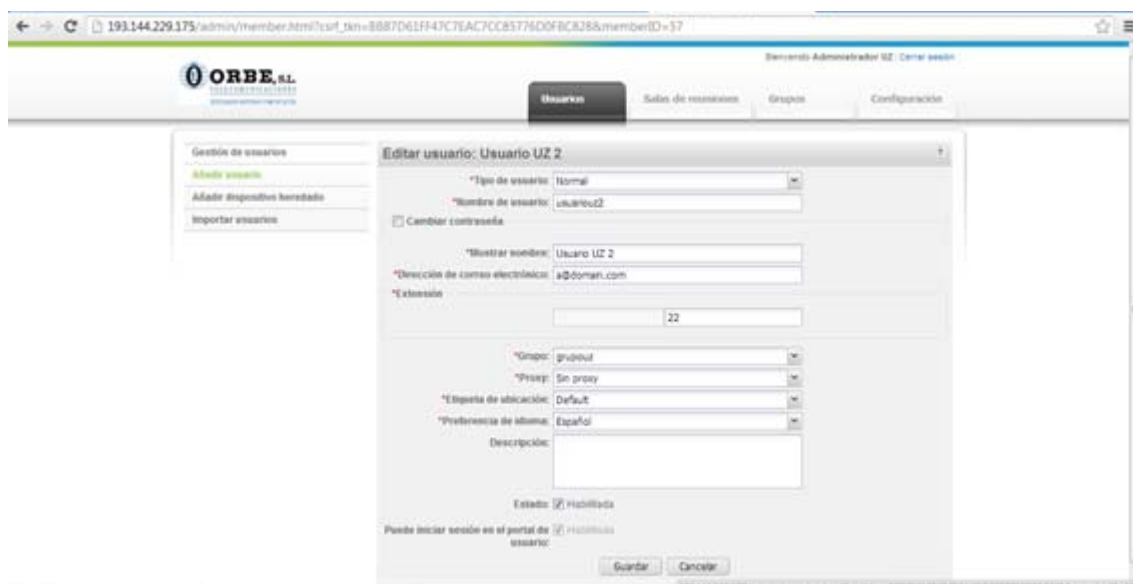 193.144.229.175/admin/member.html?csrf_tkn=BB87D61FF47C7EAC7CC85776D0FBC828&memberID=57
Bienvenido Administrador UZ Cerrar sesión
ORBE, S.L.
TELECOMUNICACIONES
Usuarios
Salas de reuniones
Grupos
Configuración
Gestión de usuarios
Añadir usuario
Añadir dispositivo heredado
Importar usuarios
Editar usuario: Usuario UZ 2
?
*Tipo de usuario: Normal
*Nombre de usuario: usuariouz2
Cambiar contraseña
*Mostrar nombre: Usuario UZ 2
*Dirección de correo electrónico: a@domain.com
*Extensión
22
*Grupo: grupouz
*Proxy: Sin proxy
*Etiqueta de ubicación: Default
*Preferencia de idioma: Español
Descripción:
Estado: Habilitada
Puede iniciar sesión en el portal de usuario: Habilitada
Guardar Cancelar